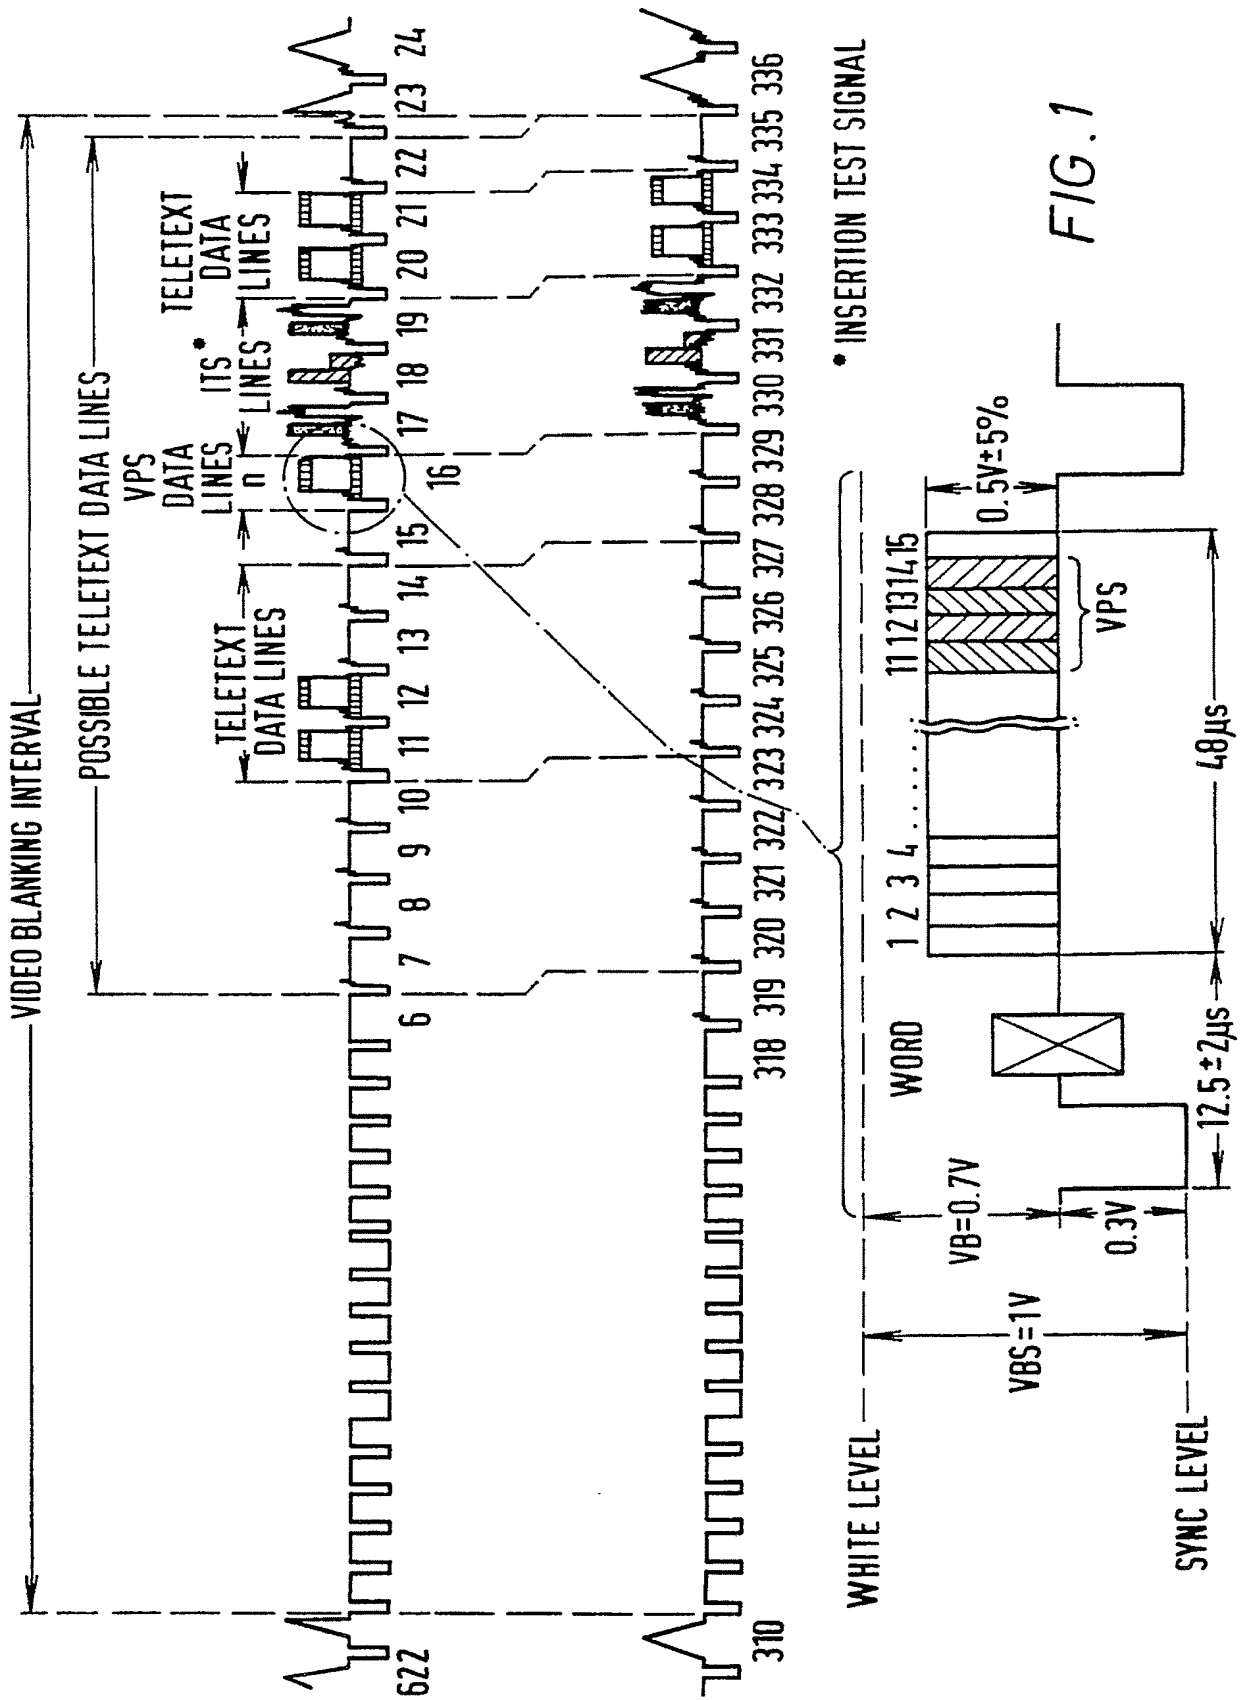 VIDEO BLANKING INTERVAL
POSSIBLE TELETEXT DATA LINES
TELETEXT
DATA LINES
VPS
DATA
LINES
n
ITS*
LINES
TELETEXT
DATA
LINES
622 6 7 8 9 10 11 12 13 14 15 16 17 18 19 20 21 22 23 24
310 318 319 320 321 322 323 324 325 326 327 328 329 330 331 332 333 334 335 336
* INSERTION TEST SIGNAL
WHITE LEVEL
WORD 1 2 3 4 ..... 11 12 13 14 15
VBS=1V
VB=0.7V
0.3V
0.5V±5%
VPS
SYNC LEVEL
12.5±2µs
48µs
FIG. 1